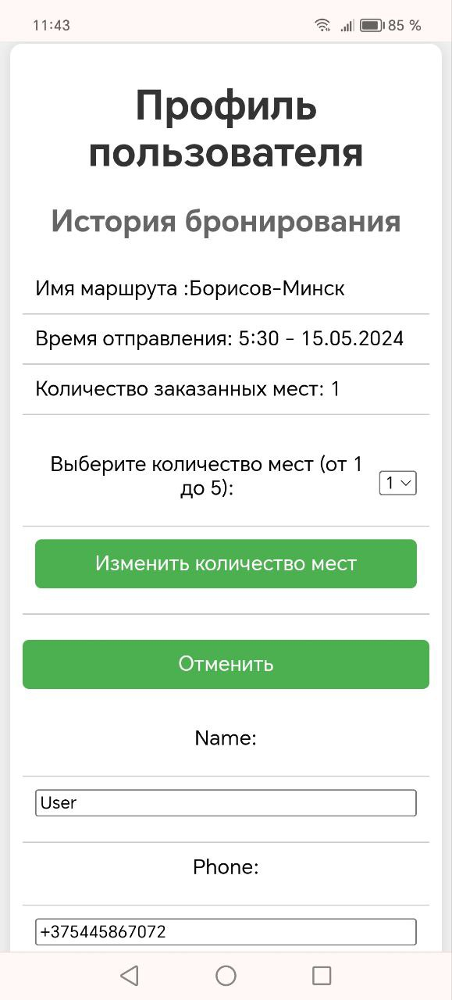 11:43
85 %
Профиль
пользователя
История бронирования
Имя маршрута :Борисов-Минск
Время отправления: 5:30 - 15.05.2024
Количество заказанных мест: 1
Выберите количество мест (от 1
до 5):
1
Изменить количество мест
Отменить
Name:
User
Phone:
+375445867072